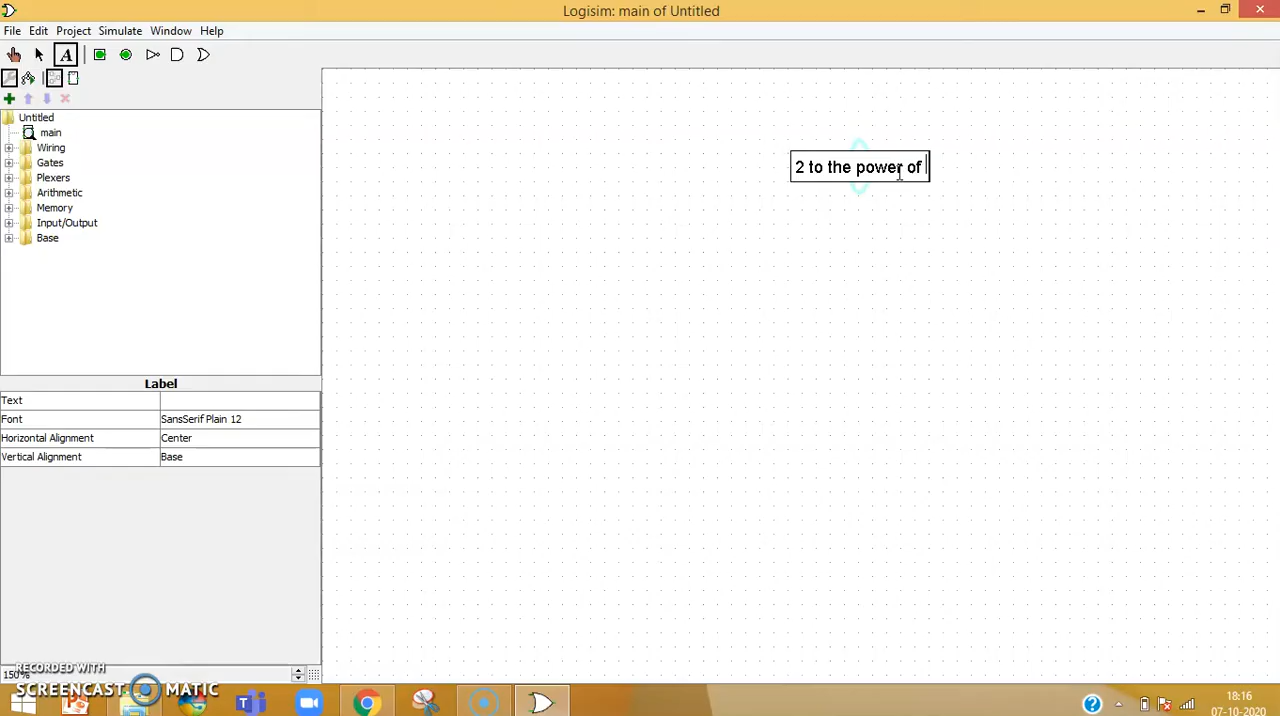 Logisim: main of Untitled
File Edit Project Simulate Window Help
A
Untitled
main
Wiring
Gates
Plexers
Arithmetic
Memory
Input/Output
Base
2 to the power of
Label
Text
Font SansSerif Plain 12
Horizontal Alignment Center
Vertical Alignment Base
150%
RECORDED WITH
SCREENCAST MATIC
18:16
07-10-2020